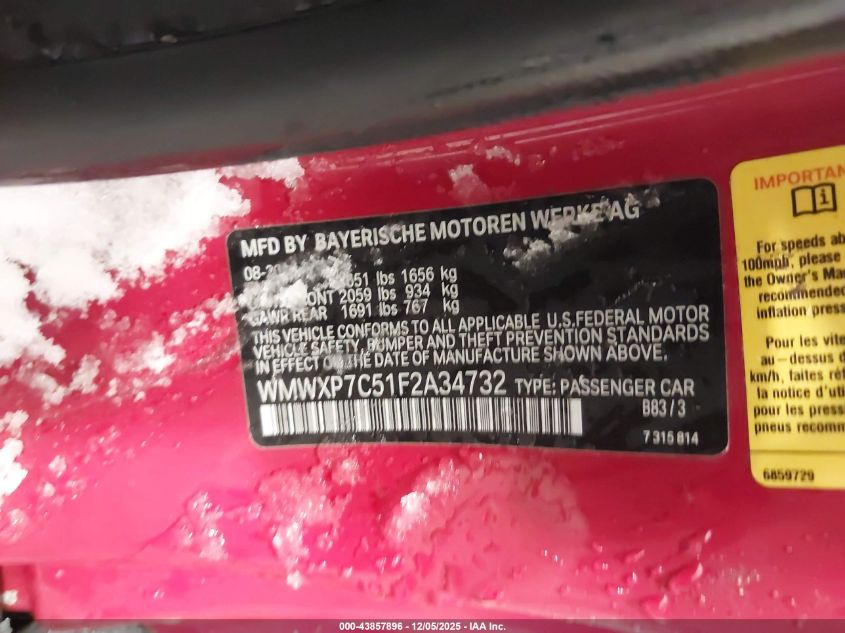 MFD BY BAYERISCHE MOTOREN WERKE AG
lbs 1656 kg
2059 lbs 934 kg
GAWR REAR 1691 lbs 767 kg
THIS VEHICLE CONFORMS TO ALL APPLICABLE U.S.FEDERAL MOTOR
VEHICLE SAFETY, BUMPER AND THEFT PREVENTION STANDARDS
IN EFFECT ON THE DATE OF MANUFACTURE SHOWN ABOVE.
WMWXP7C51F2A34732 TYPE: PASSENGER CAR
B83 / 3
7 315 814
IMPORTAN
For speeds ab
100mph, please
the Owner's Ma
recommended
inflation press
Pour les vite
au-dessus d
km/h, faites réf
la notice d'uti
pour les press
pneus recomm
6859729
000-43857896 - 12/05/2025 - IAA Inc.